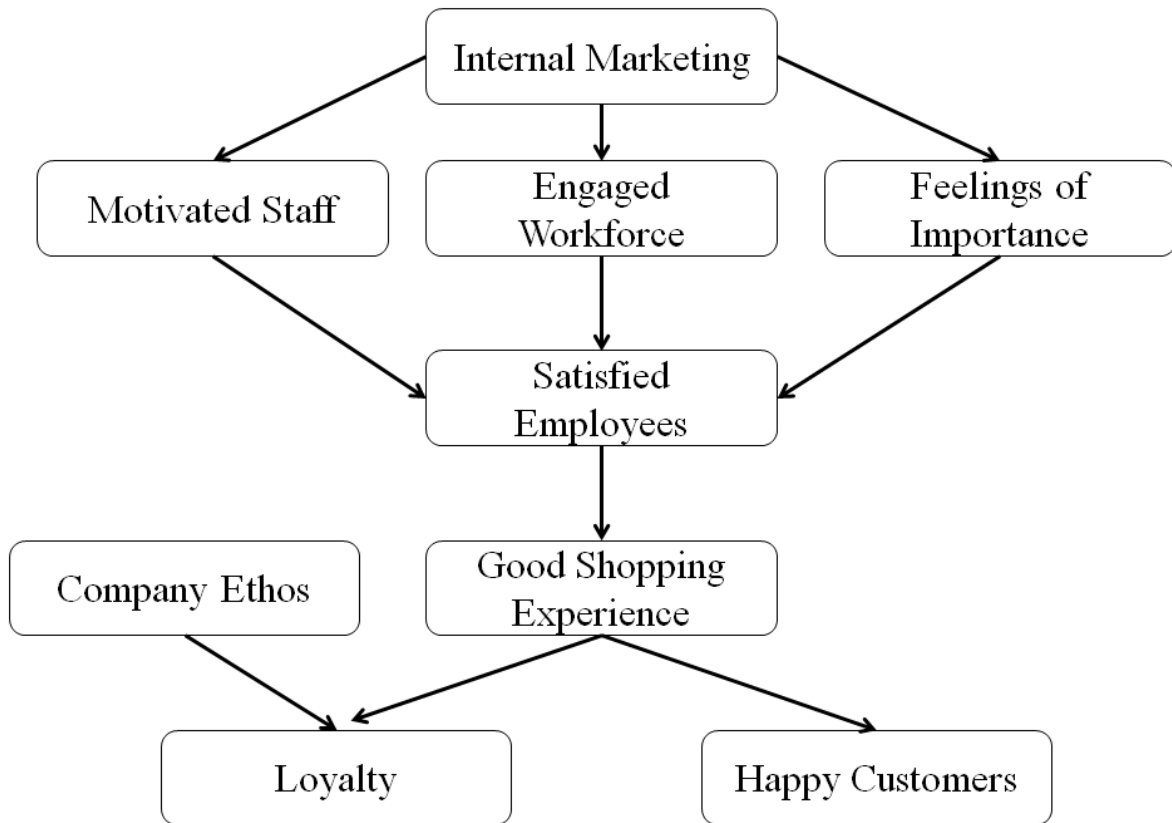 Internal Marketing
Motivated Staff
Engaged
Workforce
Feelings of
Importance
Satisfied
Employees
Company Ethos
Good Shopping
Experience
Loyalty
Happy Customers